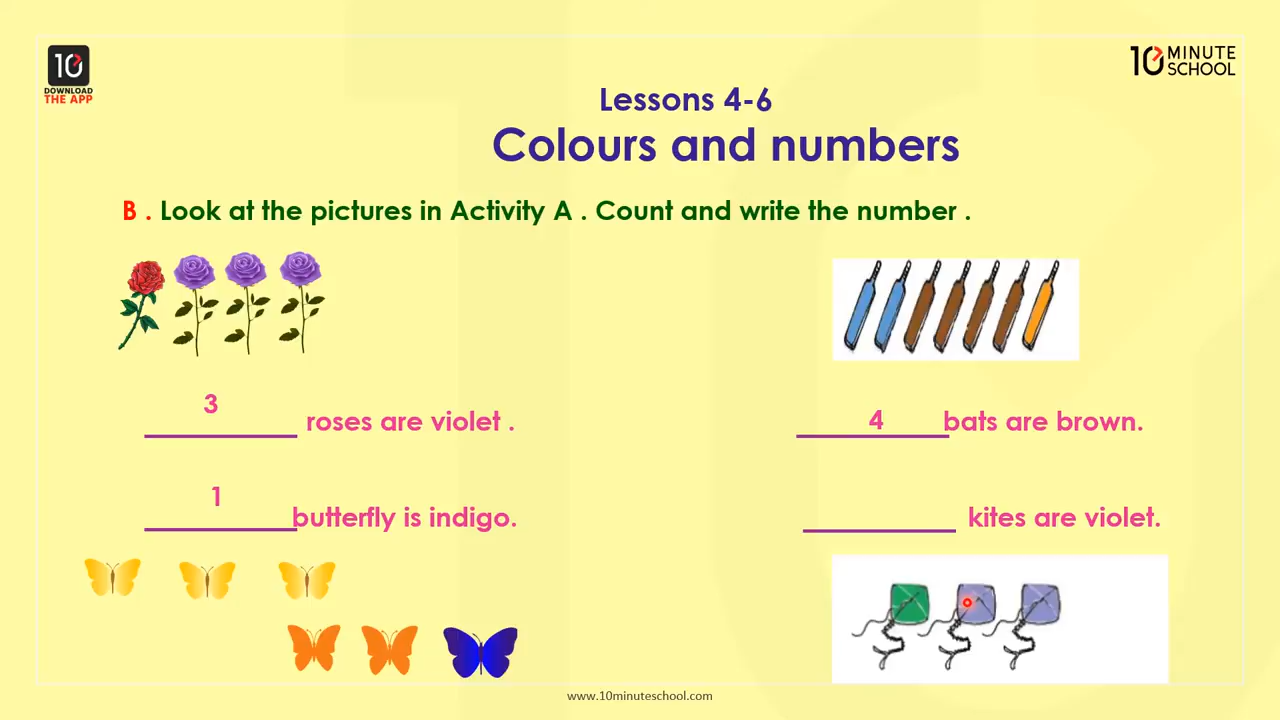 10
DOWNLOAD
THE APP
10 MINUTE
SCHOOL
Lessons 4-6
Colours and numbers
B . Look at the pictures in Activity A . Count and write the number .
3
roses are violet .
4 bats are brown.
1
butterfly is indigo.
kites are violet.
www.10minuteschool.com